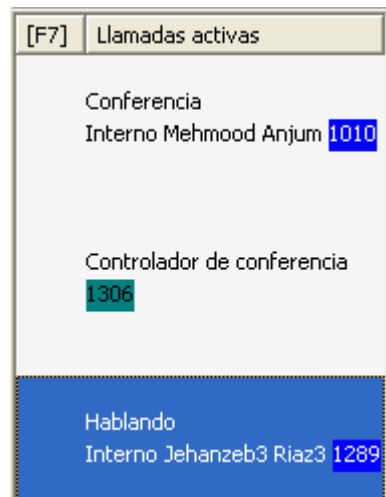 [F7] Llamadas activas
Conferencia
Interno Mehmood Anjum 1010
Controlador de conferencia
1306
Hablando
Interno Jehanzeb3 Riaz3 1289